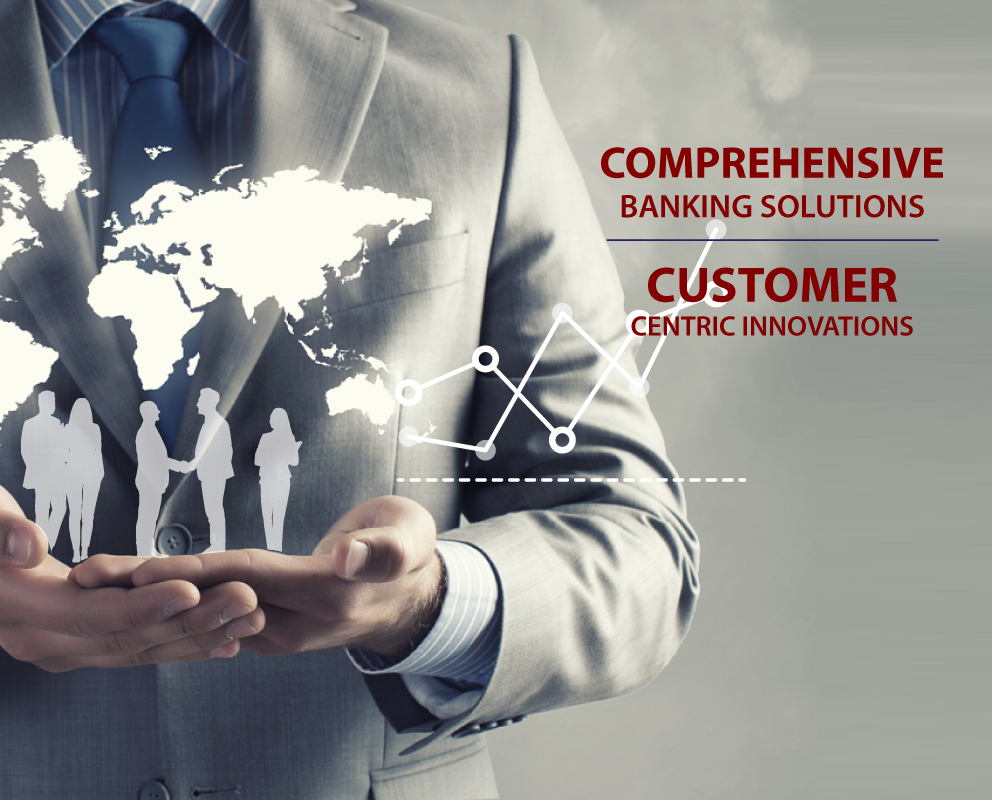 COMPREHENSIVE
BANKING SOLUTIONS
CUSTOMER
CENTRIC INNOVATIONS